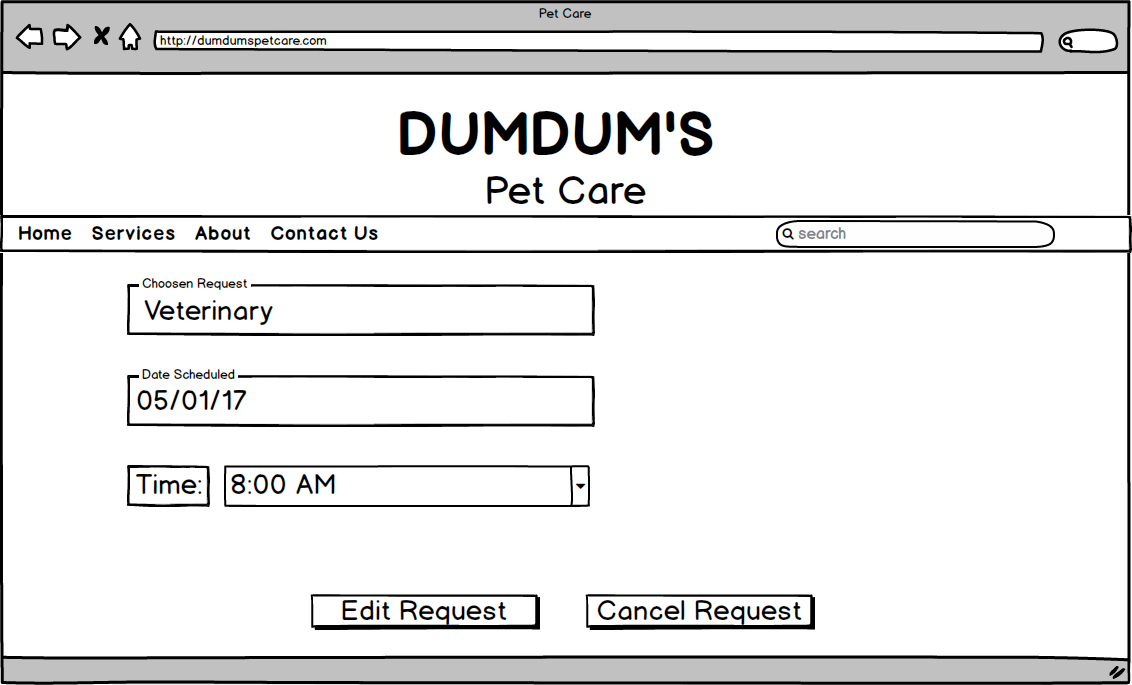 Pet Care
http://dumdumspetcare.com
DUMDUM'S
Pet Care
Home Services About Contact Us search
Choosen Request
Veterinary
Date Scheduled
05/01/17
Time: 8:00 AM
Edit Request Cancel Request